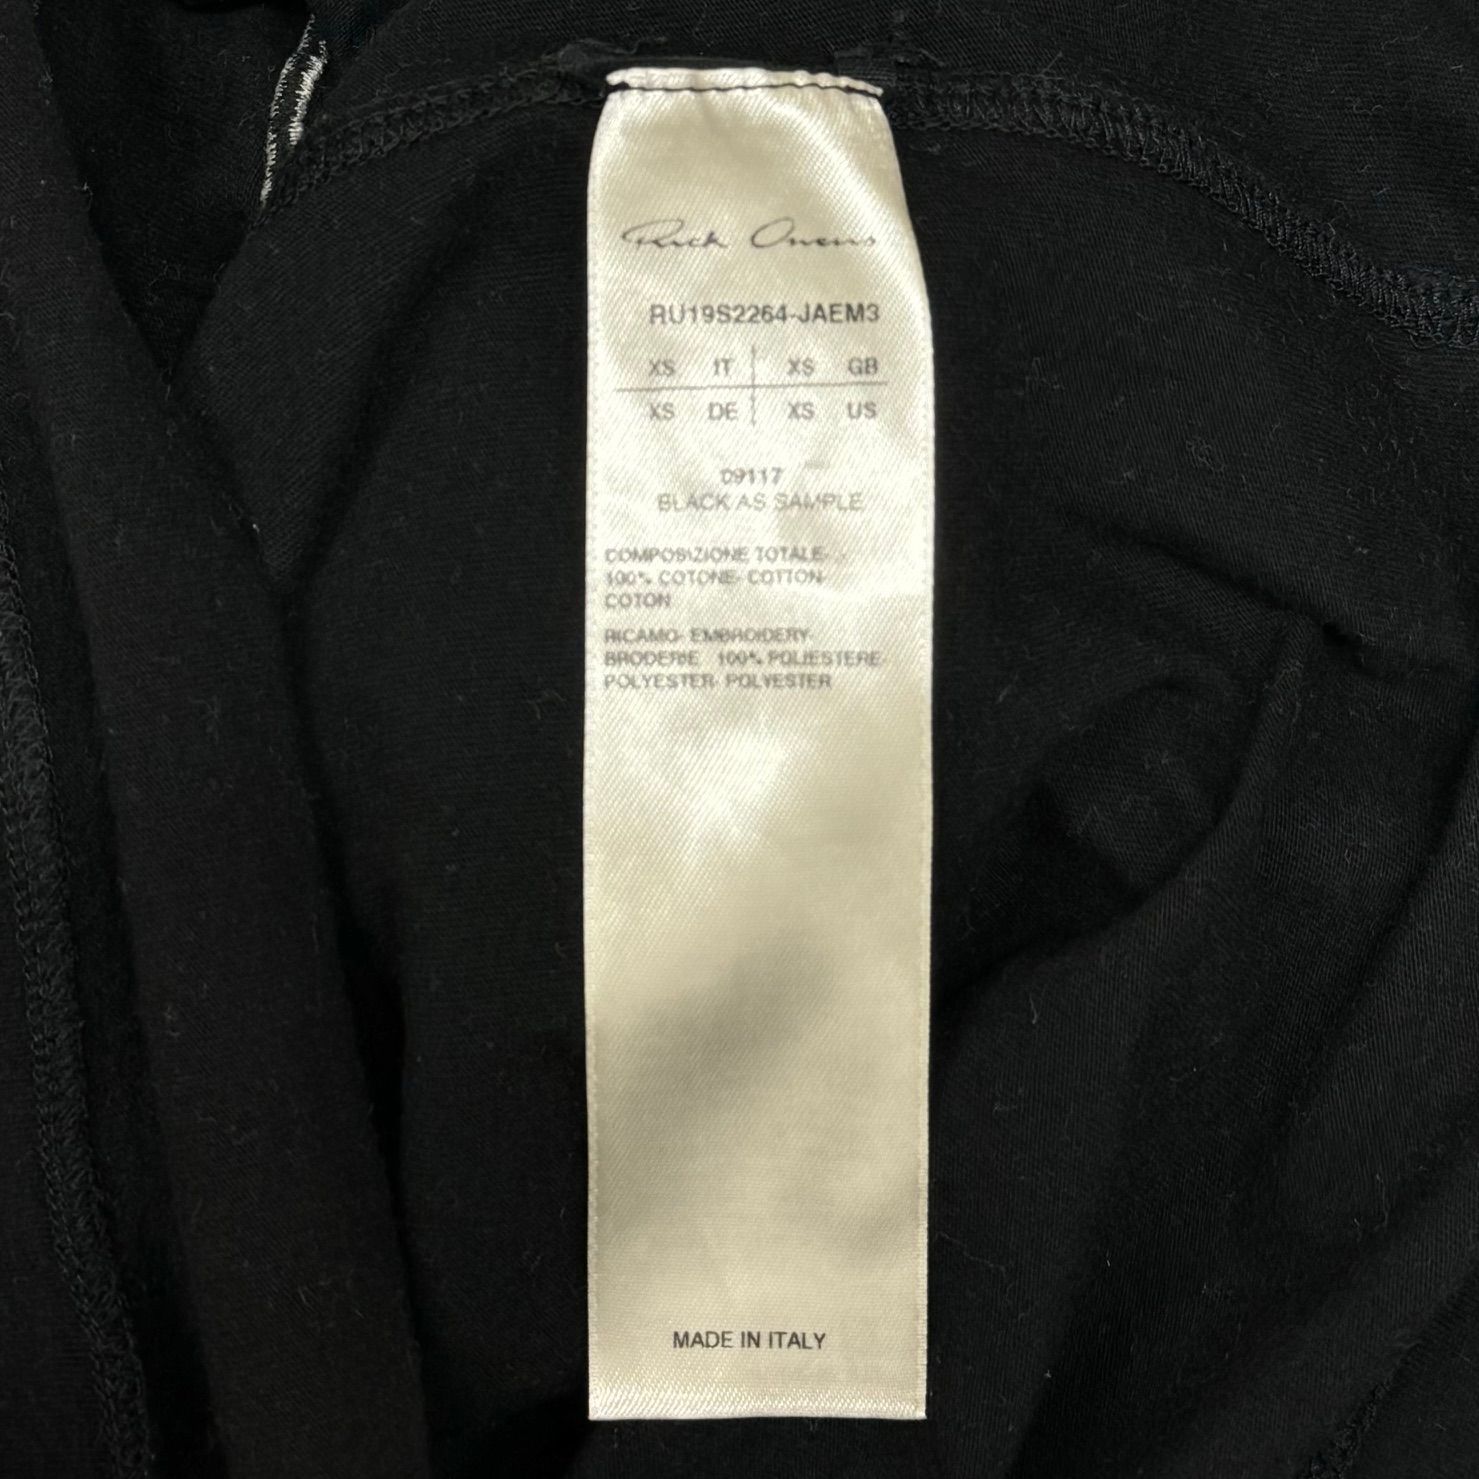 Rick Owens
RU19S2264-JAEM3
XS IT XS GB
XS DE XS US
09117
BLACK AS SAMPLE
COMPOSIZIONE TOTALE-
100% COTONE- COTTON
COTON
RICAMO- EMBROIDERY-
BRODERIE 100% POLIESTERE-
POLYESTER- POLYESTER
MADE IN ITALY